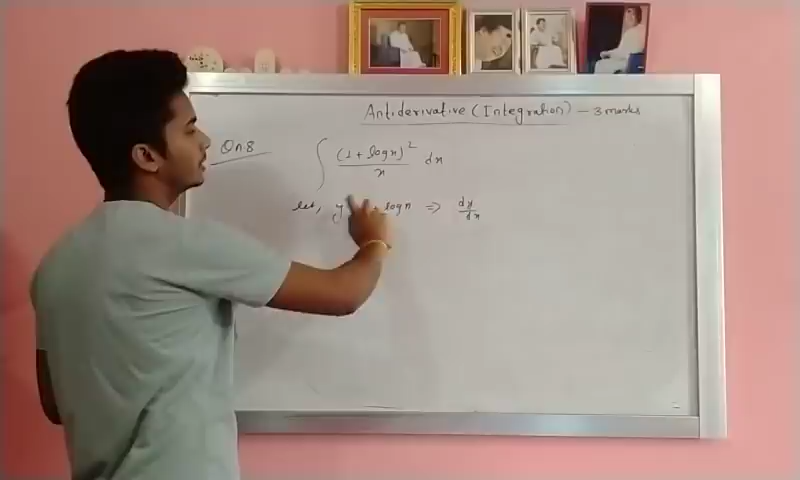 Antiderivative (Integration) - 3 marks
Qn 8 ∫ (1 + log x)² / x dx
let, y + log x ⇒ dy/dx